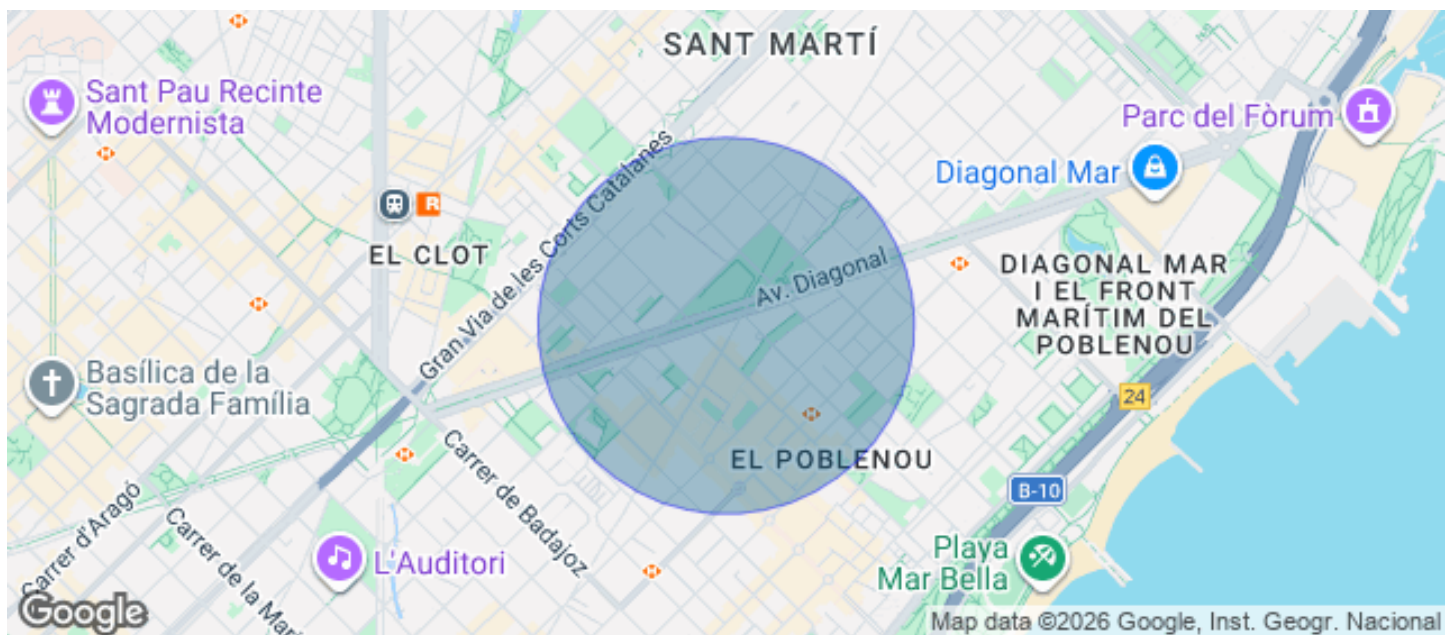 SANT MARTÍ
Sant Pau Recinte
Modernista
Parc del Fòrum
Diagonal Mar
R
EL CLOT
Gran Via de les Corts Catalanes
Av. Diagonal
DIAGONAL MAR
I EL FRONT
MARÍTIM DEL
POBLENOU
Basílica de la
Sagrada Família
24
EL POBLENOU
Carrer de Badajoz
B-10
Carrer d'Aragó
Carrer de la Mari
L'Auditori
Playa
Mar Bella
Google
Map data ©2026 Google, Inst. Geogr. Nacional